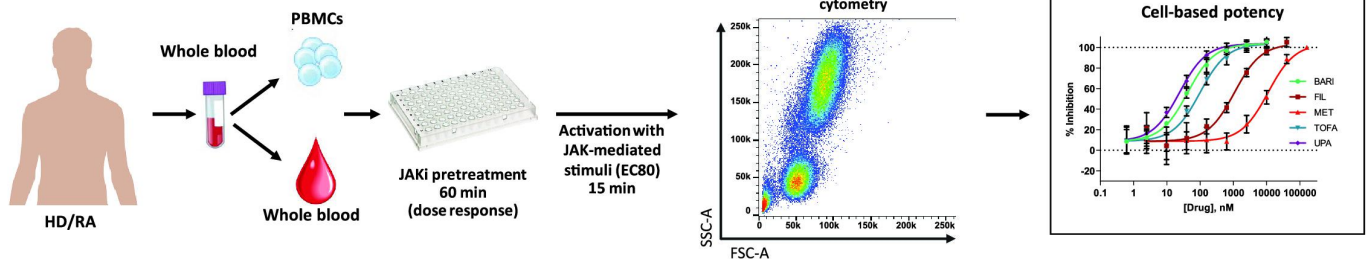 HD/RA
Whole blood
PBMCs
Whole blood
JAKi pretreatment
60 min
(dose response)
Activation with
JAK-mediated
stimuli (EC80)
15 min
cytometry
250k
200k
150k
100k
50k
0
0
50k
100k
150k
200k
250k
SSC-A
FSC-A
Cell-based potency
% Inhibition
100
80
60
40
20
0
-20
0.1
1
10
100
1000
10000
100000
[Drug], nM
BARI
FIL
MET
TOFA
UPA